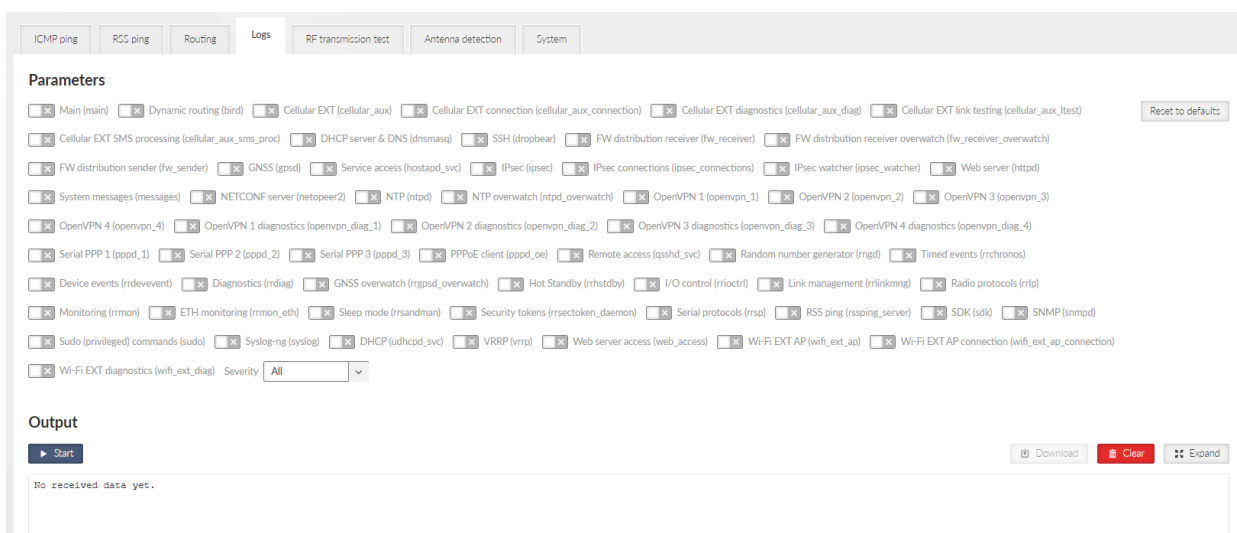 ICMP ping RSS ping Routing Logs RF transmission test Antenna detection System
Parameters
Main (main) Dynamic routing (bird) Cellular EXT (cellular_aux) Cellular EXT connection (cellular_aux_connection) Cellular EXT diagnostics (cellular_aux_diag) Cellular EXT link testing (cellular_aux_ltest) Reset to defaults
Cellular EXT SMS processing (cellular_aux_sms_proc) DHCP server & DNS (dnsmasq) SSH (dropbear) FW distribution receiver (fw_receiver) FW distribution receiver overwatch (fw_receiver_overwatch)
FW distribution sender (fw_sender) GNSS (gpsd) Service access (hostapd_svc) IPsec (ipsec) IPsec connections (ipsec_connections) IPsec watcher (ipsec_watcher) Web server (httpd)
System messages (messages) NETCONF server (netopeer2) NTP (ntpd) NTP overwatch (ntpd_overwatch) OpenVPN 1 (openvpn_1) OpenVPN 2 (openvpn_2) OpenVPN 3 (openvpn_3)
OpenVPN 4 (openvpn_4) OpenVPN 1 diagnostics (openvpn_diag_1) OpenVPN 2 diagnostics (openvpn_diag_2) OpenVPN 3 diagnostics (openvpn_diag_3) OpenVPN 4 diagnostics (openvpn_diag_4)
Serial PPP 1 (pppd_1) Serial PPP 2 (pppd_2) Serial PPP 3 (pppd_3) PPPoE client (pppd_oe) Remote access (qsshd_svc) Random number generator (rngd) Timed events (rrchronos)
Device events (rrdevevent) Diagnostics (rrdiag) GNSS overwatch (rrgpsd_overwatch) Hot Standby (rrhstdby) I/O control (rrioctrl) Link management (rrlinkmng) Radio protocols (rrlp)
Monitoring (rrmon) ETH monitoring (rrmon_eth) Sleep mode (rrsandman) Security tokens (rrsectoken_daemon) Serial protocols (rrsp) RSS ping (rssping_server) SDK (sdk) SNMP (snmpd)
Sudo (privileged) commands (sudo) Syslog-ng (syslog) DHCP (udhcpd_svc) VRRP (vrrp) Web server access (web_access) Wi-Fi EXT AP (wifi_ext_ap) Wi-Fi EXT AP connection (wifi_ext_ap_connection)
Wi-Fi EXT diagnostics (wifi_ext_diag) Severity All
Output
Start Download Clear Expand
No received data yet.